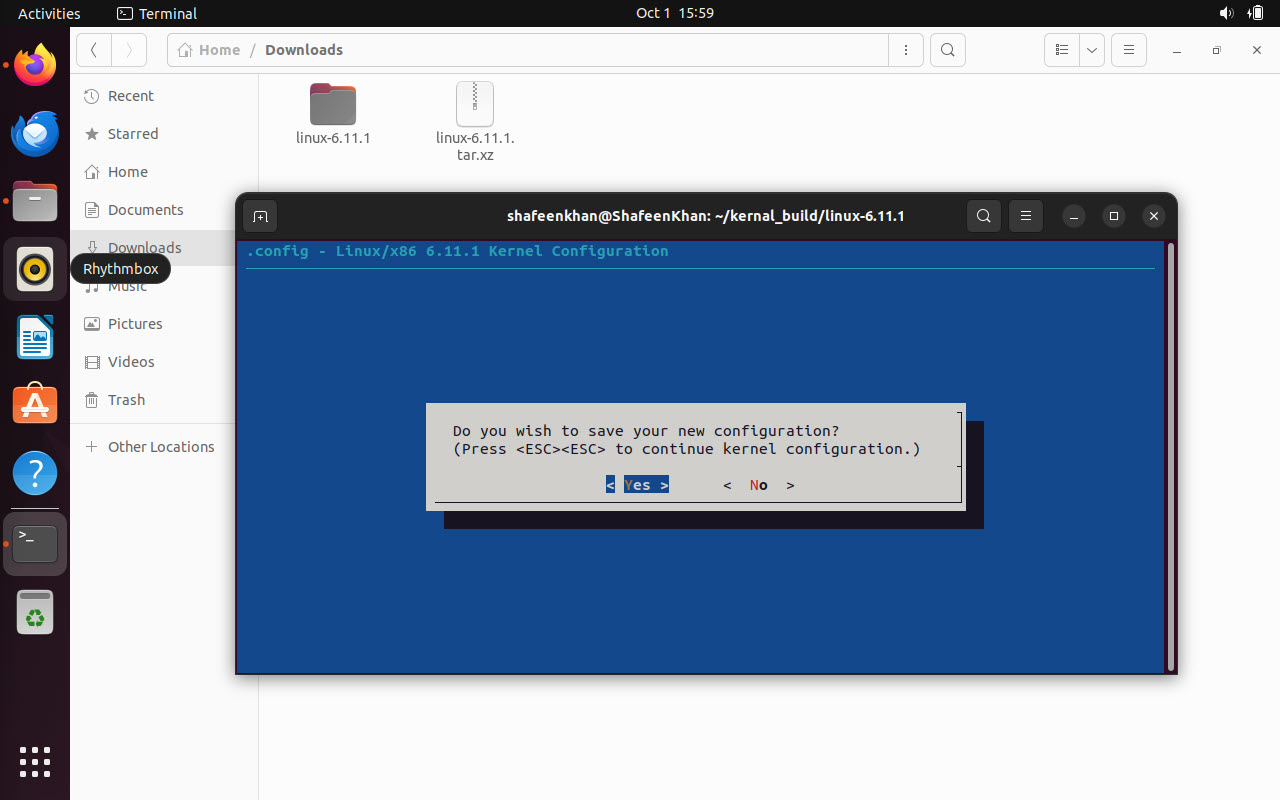 Activities
Terminal
Oct 1 15:59
Home / Downloads
Recent
Starred
Home
Documents
Downloads
Rhythmbox
Music
Pictures
Videos
Trash
Other Locations
linux-6.11.1
linux-6.11.1.
tar.xz
shafeenkhan@ShafeenKhan: ~/kernal_build/linux-6.11.1
.config - Linux/x86 6.11.1 Kernel Configuration
Do you wish to save your new configuration?
(Press <ESC><ESC> to continue kernel configuration.)
< Yes > < No >